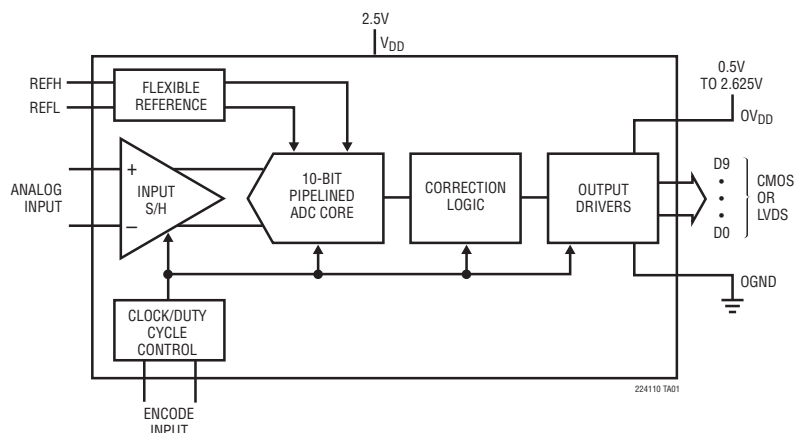 2.5V
VDD
0.5V
TO 2.625V
OVDD
REFH
REFL
FLEXIBLE
REFERENCE
ANALOG
INPUT
+
−
INPUT
S/H
10-BIT
PIPELINED
ADC CORE
CORRECTION
LOGIC
OUTPUT
DRIVERS
D9
•
•
•
D0
CMOS
OR
LVDS
OGND
CLOCK/DUTY
CYCLE
CONTROL
224110 TA01
ENCODE
INPUT